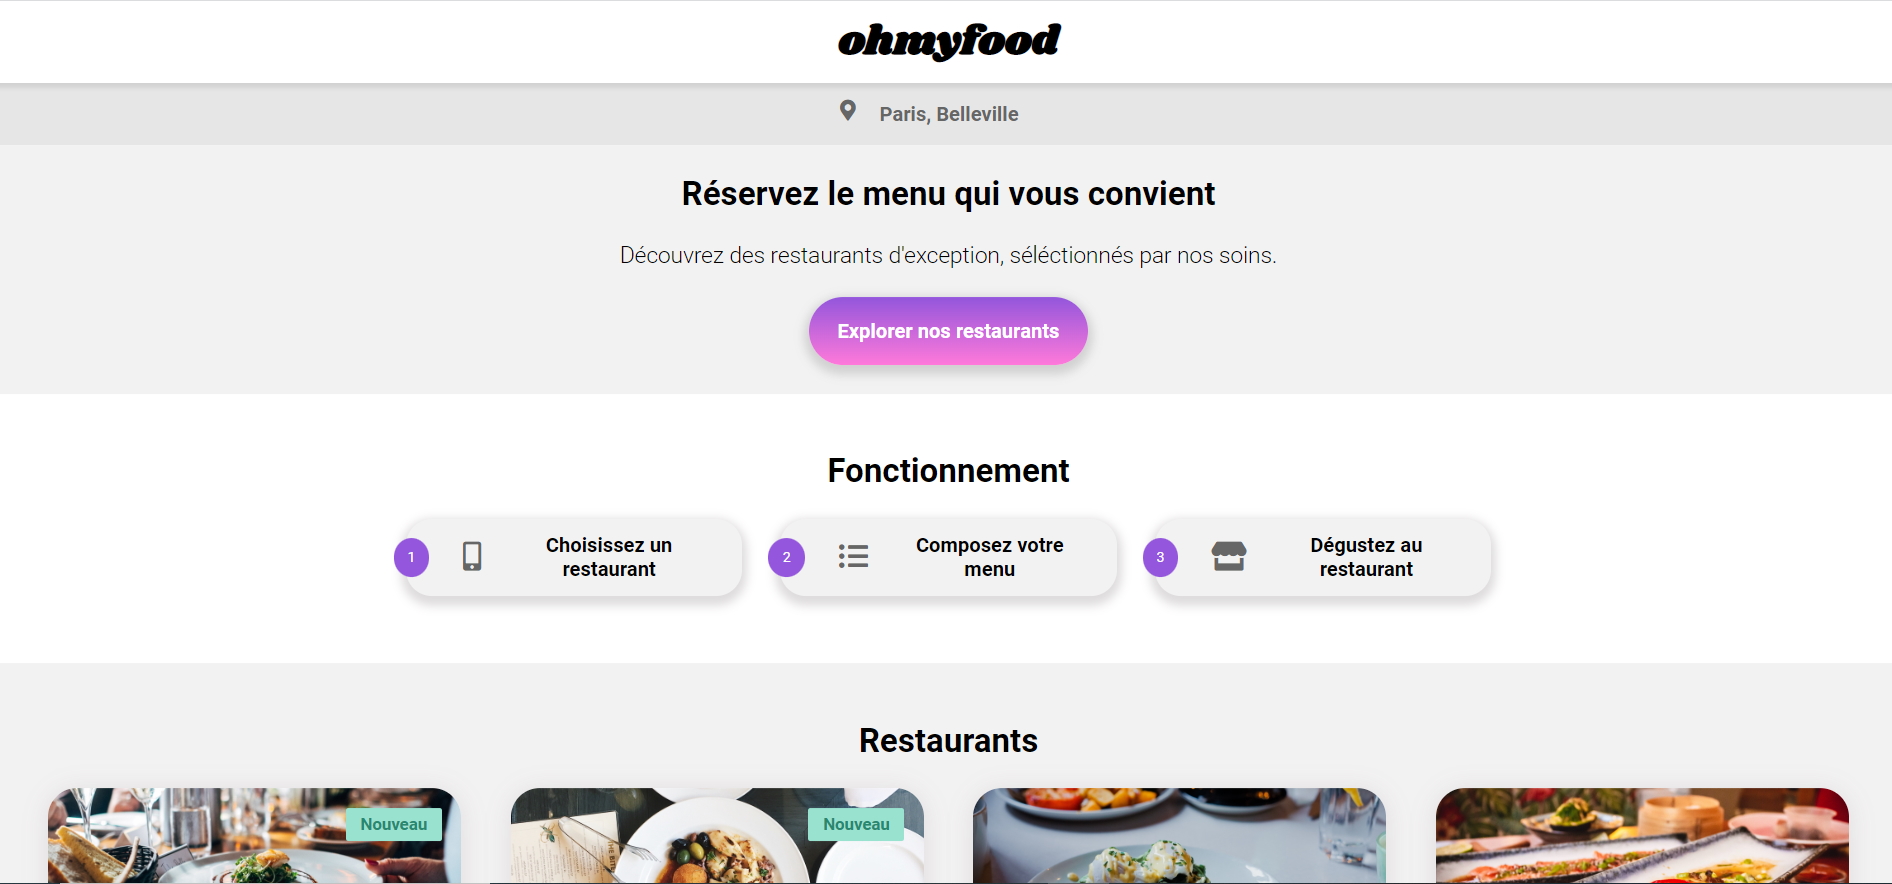 ohmyfood
Paris, Belleville
Réservez le menu qui vous convient
Découvrez des restaurants d'exception, séléctionnés par nos soins.
Explorer nos restaurants
Fonctionnement
1
Choisissez un
restaurant
2
Composez votre
menu
3
Dégustez au
restaurant
Restaurants
Nouveau
Nouveau